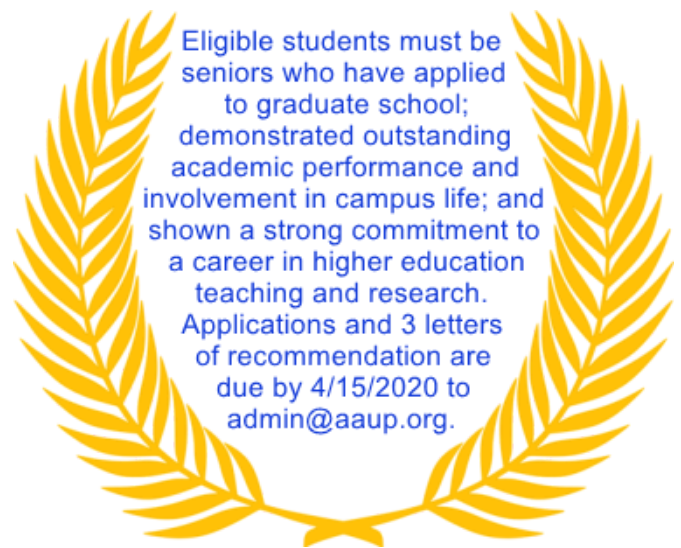 Eligible students must be
seniors who have applied
to graduate school;
demonstrated outstanding
academic performance and
involvement in campus life; and
shown a strong commitment to
a career in higher education
teaching and research.
Applications and 3 letters
of recommendation are
due by 4/15/2020 to
admin@aaup.org.